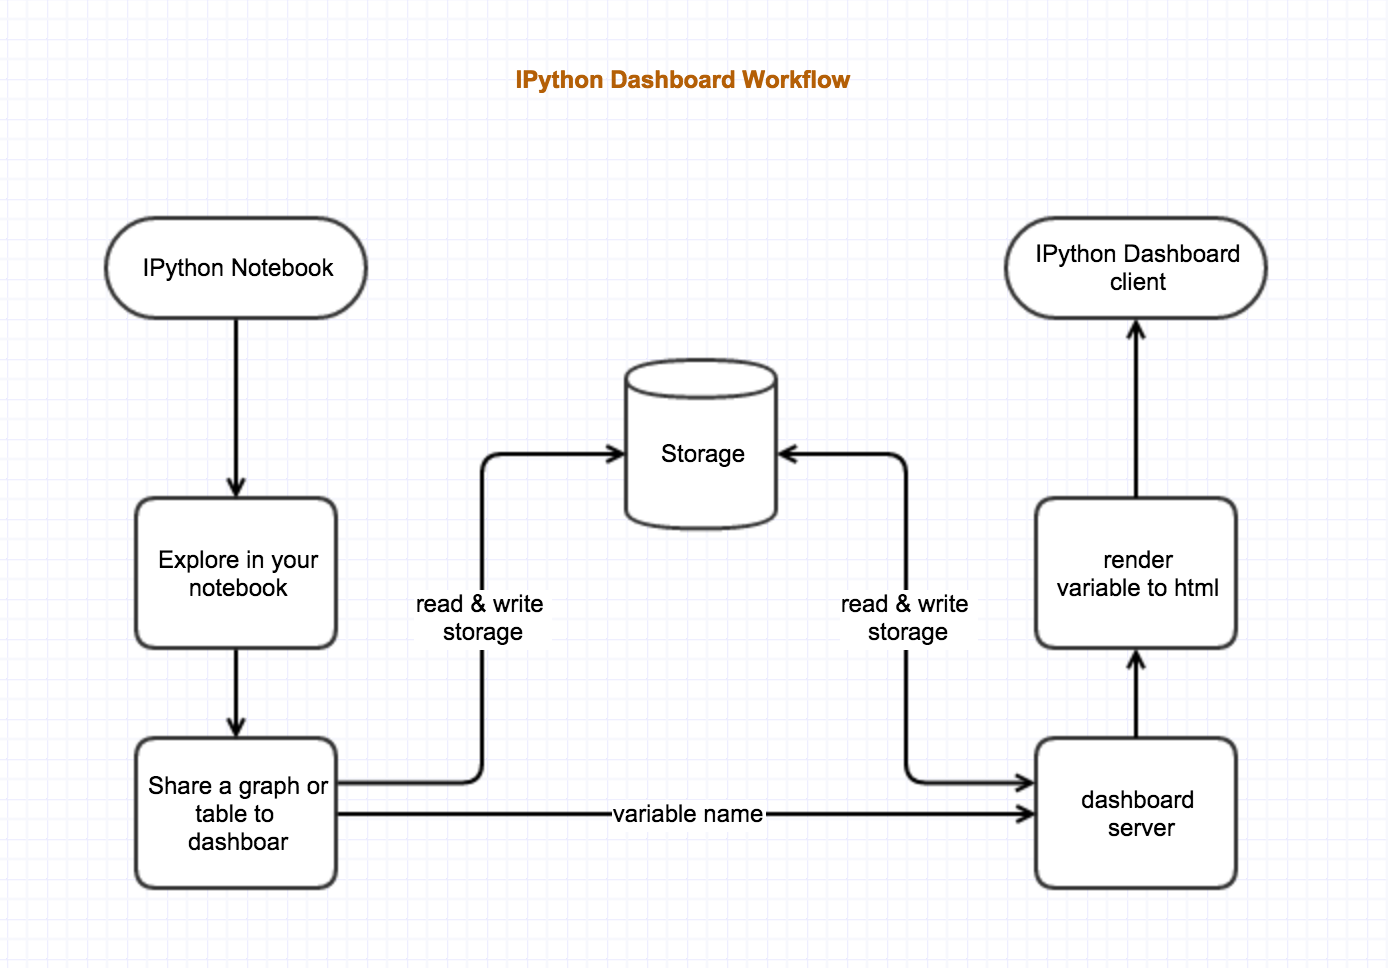 IPython Dashboard Workflow
IPython Notebook
IPython Dashboard
client
Storage
Explore in your
notebook
render
variable to html
read & write
storage
read & write
storage
Share a graph or
table to
dashboar
variable name
dashboard
server